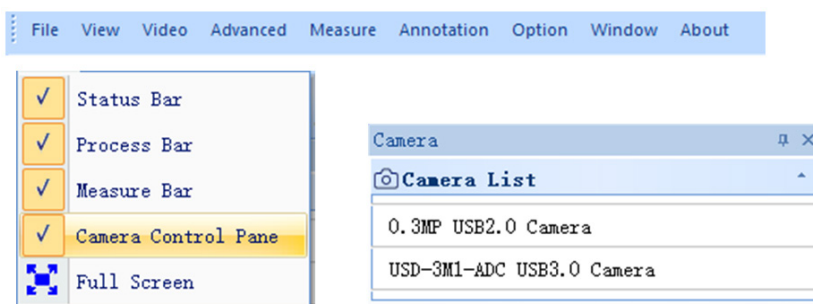 File View Video Advanced Measure Annotation Option Window About
Status Bar
Process Bar
Measure Bar
Camera Control Pane
Full Screen
Camera
Camera List
0.3MP USB2.0 Camera
USD-3M1-ADC USB3.0 Camera